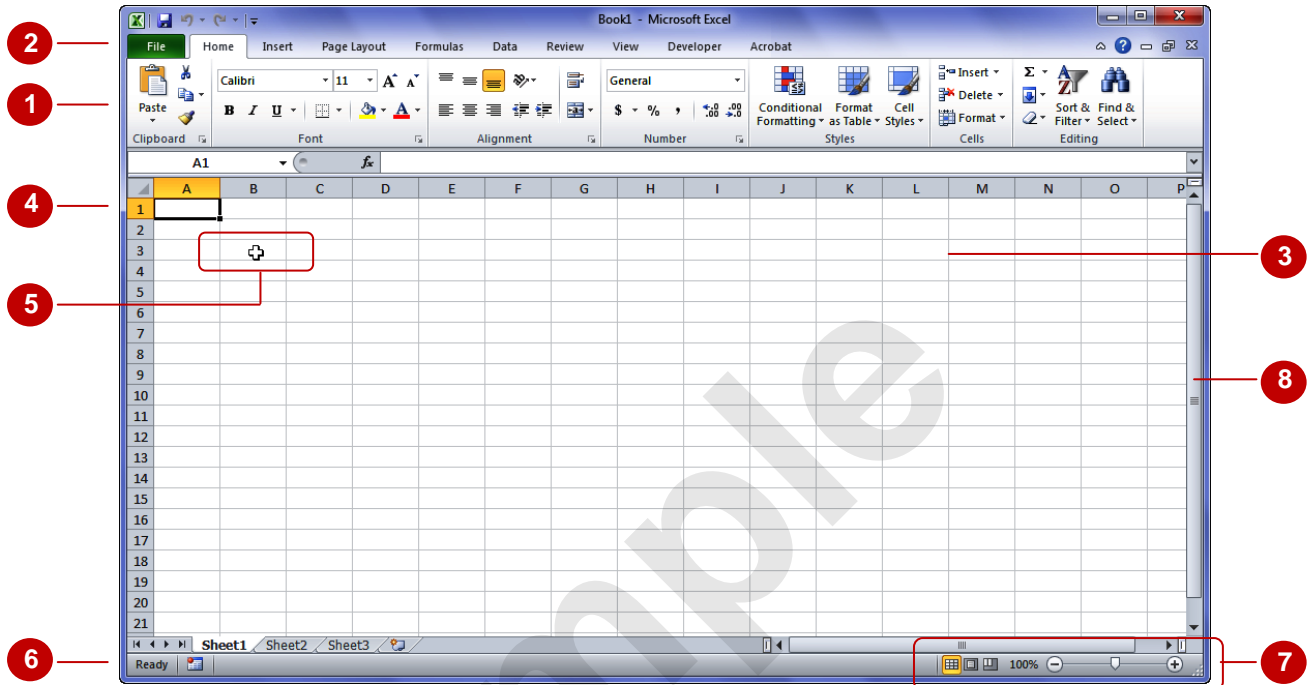 Book1 - Microsoft Excel
2
File Home Insert Page Layout Formulas Data Review View Developer Acrobat
1
Paste
Calibri 11 A A
General
Insert
Σ
B I U A
$ % , .00 .00
Conditional Formatting
Format as Table
Cell Styles
Delete
Format
Sort & Filter
Find & Select
Clipboard Font Alignment Number Styles Cells Editing
A1 fx
A B C D E F G H I J K L M N O P
4
1
2
3
3
4
5
5
6
7
8
9
8
10
11
12
13
14
15
16
17
18
19
20
21
Sheet1 Sheet2 Sheet3
6
Ready 100%
7
mple